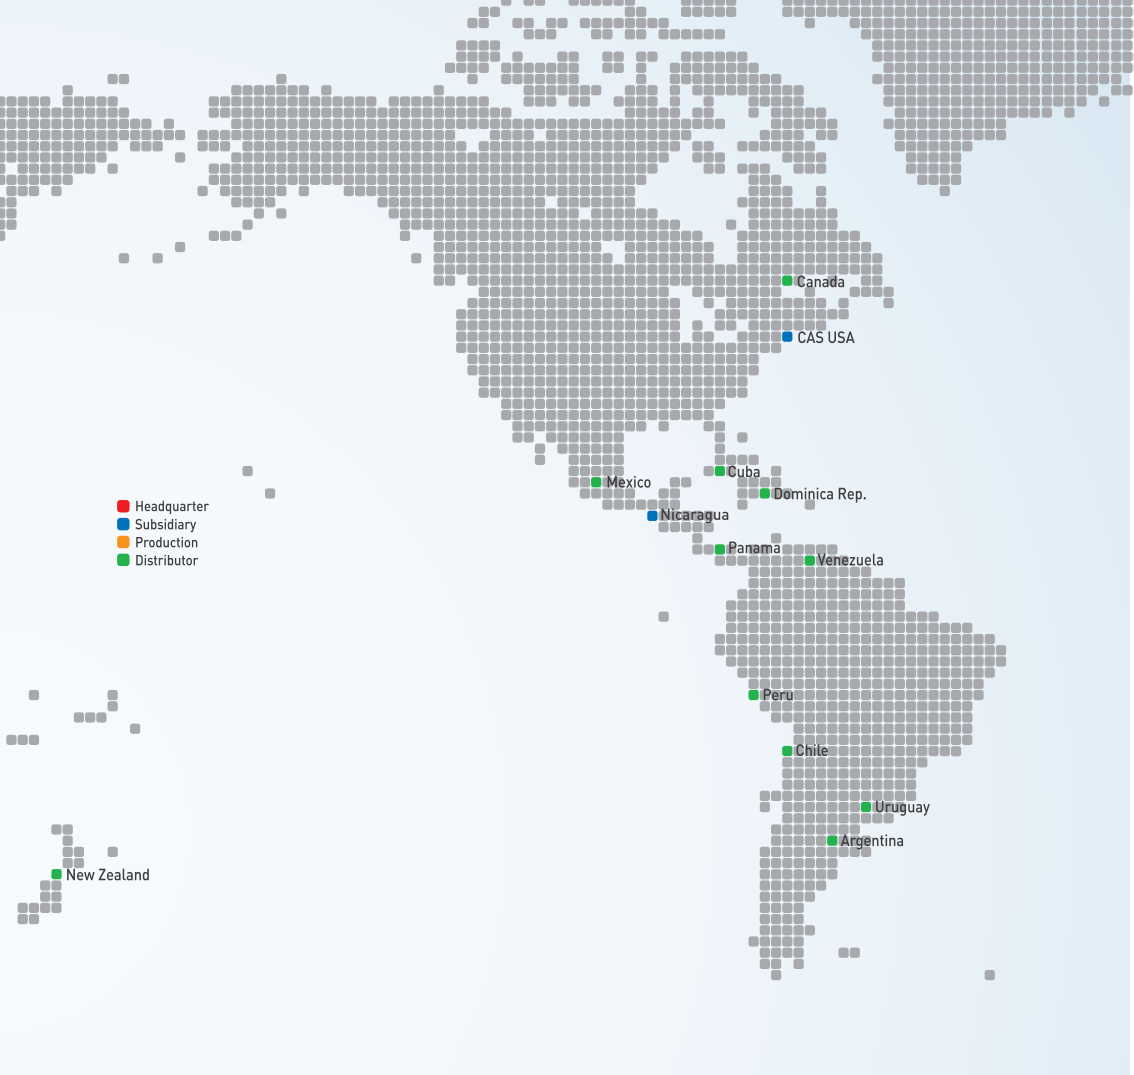 Canada
CAS USA
Cuba
Mexico
Dominica Rep.
Headquarter
Nicaragua
Subsidiary
Production
Panama
Distributor
Venezuela
Peru
Chile
Uruguay
Argentina
New Zealand